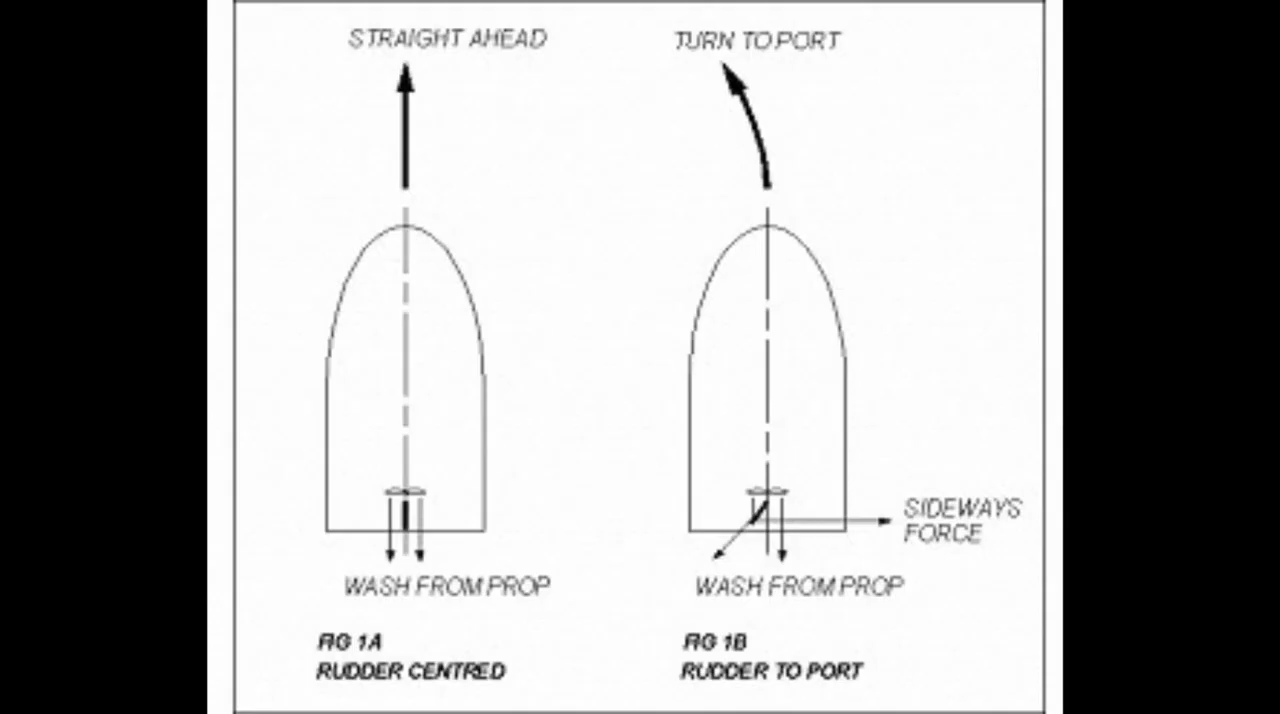 STRAIGHT AHEAD
TURN TO PORT
SIDEWAYS
FORCE
WASH FROM PROP
WASH FROM PROP
FIG 1A
RUDDER CENTRED
FIG 1B
RUDDER TO PORT